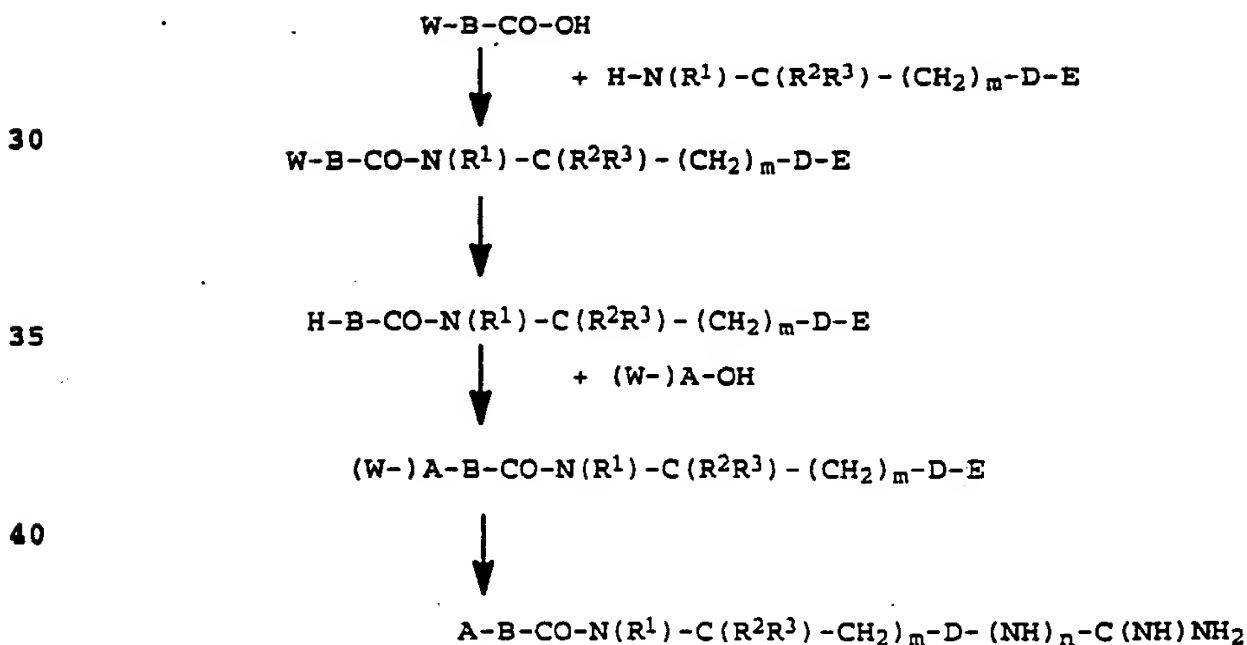 W-B-CO-OH
+ H-N(R¹)-C(R²R³)-(CH₂)ₘ-D-E
30
W-B-CO-N(R¹)-C(R²R³)-(CH₂)ₘ-D-E
35
H-B-CO-N(R¹)-C(R²R³)-(CH₂)ₘ-D-E
+ (W-)A-OH
(W-)A-B-CO-N(R¹)-C(R²R³)-(CH₂)ₘ-D-E
40
A-B-CO-N(R¹)-C(R²R³)-CH₂)ₘ-D-(NH)ₙ-C(NH)NH₂